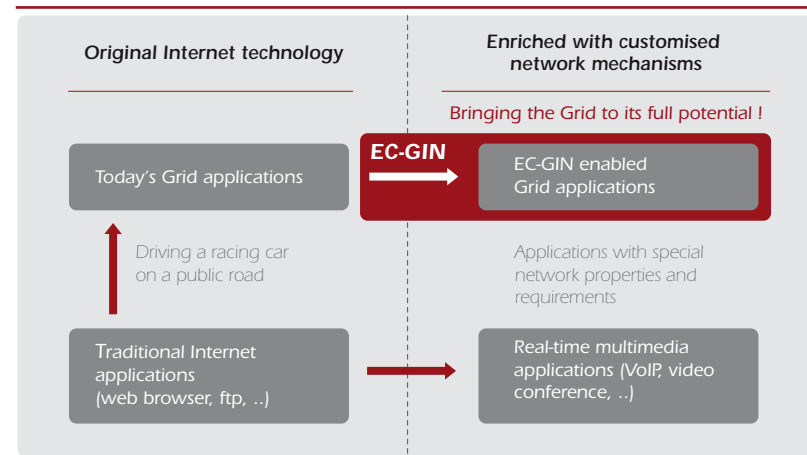 Original Internet technology
Enriched with customised
network mechanisms
Bringing the Grid to its full potential !
EC-GIN
Today's Grid applications
EC-GIN enabled
Grid applications
Driving a racing car
on a public road
Applications with special
network properties and
requirements
Traditional Internet
applications
(web browser, ftp, ..)
Real-time multimedia
applications (VoIP, video
conference, ..)